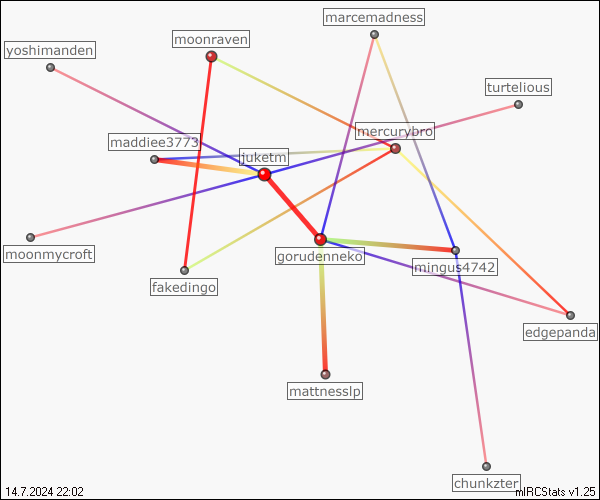 marcemadness
moonraven
yoshimanden
turtelious
mercurybro
maddiee3773
juketm
moonmycroft
gorudenneko
mingus4742
fakedingo
edgepanda
mattnesslp
chunkzter
14.7.2024 22:02
mIRCStats v1.25